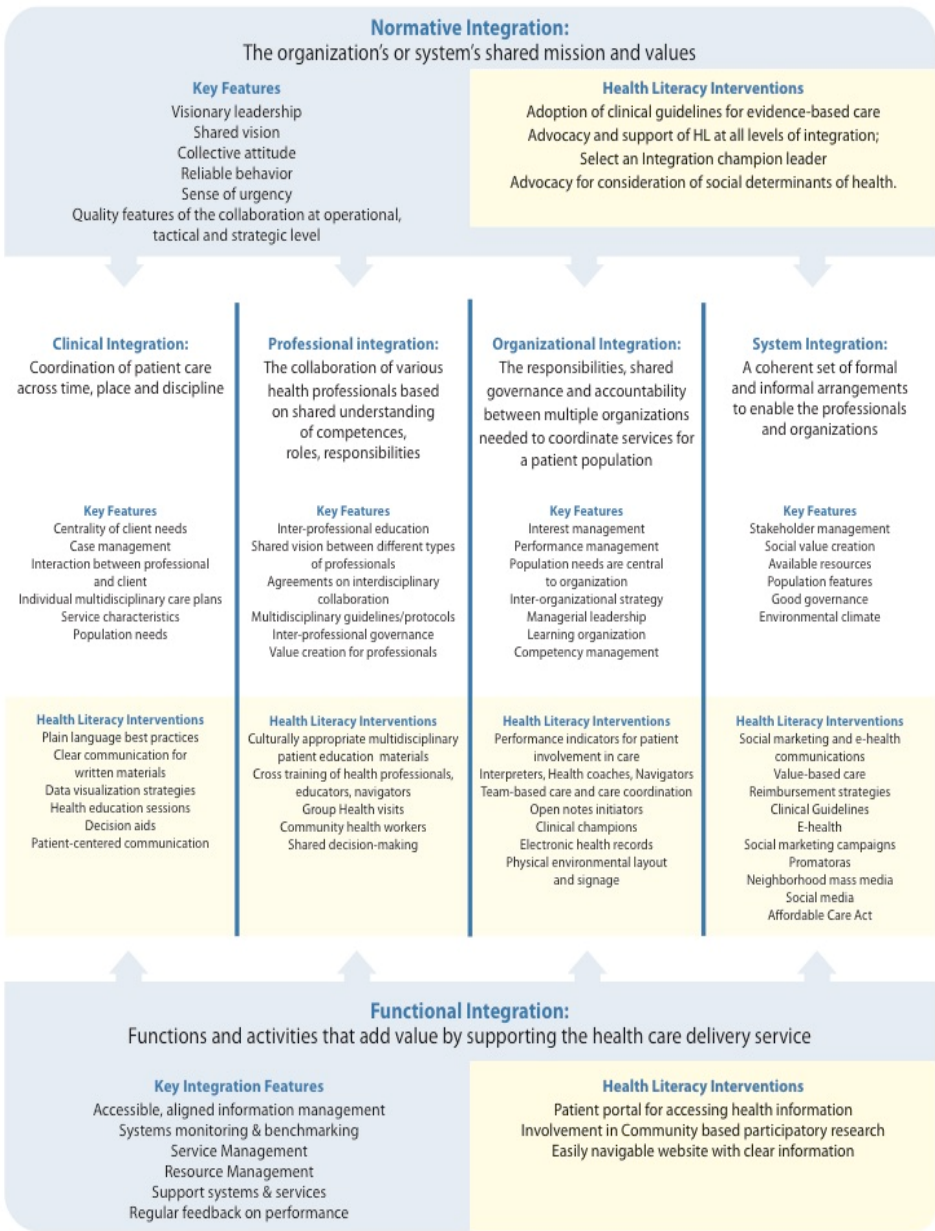 Normative Integration:
The organization's or system's shared mission and values
Key Features
Visionary leadership
Shared vision
Collective attitude
Reliable behavior
Sense of urgency
Quality features of the collaboration at operational,
tactical and strategic level
Health Literacy Interventions
Adoption of clinical guidelines for evidence-based care
Advocacy and support of HL at all levels of integration;
Select an Integration champion leader
Advocacy for consideration of social determinants of health.
Clinical Integration:
Coordination of patient care
across time, place and discipline
Key Features
Centrality of client needs
Case management
Interaction between professional
and client
Individual multidisciplinary care plans
Service characteristics
Population needs
Health Literacy Interventions
Plain language best practices
Clear communication for
written materials
Data visualization strategies
Health education sessions
Decision aids
Patient-centered communication
Professional integration:
The collaboration of various
health professionals based
on shared understanding
of competences,
roles, responsibilities
Key Features
Inter-professional education
Shared vision between different types
of professionals
Agreements on interdisciplinary
collaboration
Multidisciplinary guidelines/protocols
Inter-professional governance
Value creation for professionals
Health Literacy Interventions
Culturally appropriate multidisciplinary
patient education materials
Cross training of health professionals,
educators, navigators
Group Health visits
Community health workers
Shared decision-making
Organizational Integration:
The responsibilities, shared
governance and accountability
between multiple organizations
needed to coordinate services for
a patient population
Key Features
Interest management
Performance management
Population needs are central
to organization
Inter-organizational strategy
Managerial leadership
Learning organization
Competency management
Health Literacy Interventions
Performance indicators for patient
involvement in care
Interpreters, Health coaches, Navigators
Team-based care and care coordination
Open notes initiators
Clinical champions
Electronic health records
Physical environmental layout
and signage
System Integration:
A coherent set of formal
and informal arrangements
to enable the professionals
and organizations
Key Features
Stakeholder management
Social value creation
Available resources
Population features
Good governance
Environmental climate
Health Literacy Interventions
Social marketing and e-health
communications
Value-based care
Reimbursement strategies
Clinical Guidelines
E-health
Social marketing campaigns
Promatoras
Neighborhood mass media
Social media
Affordable Care Act
Functional Integration:
Functions and activities that add value by supporting the health care delivery service
Key Integration Features
Accessible, aligned information management
Systems monitoring & benchmarking
Service Management
Resource Management
Support systems & services
Regular feedback on performance
Health Literacy Interventions
Patient portal for accessing health information
Involvement in Community based participatory research
Easily navigable website with clear information